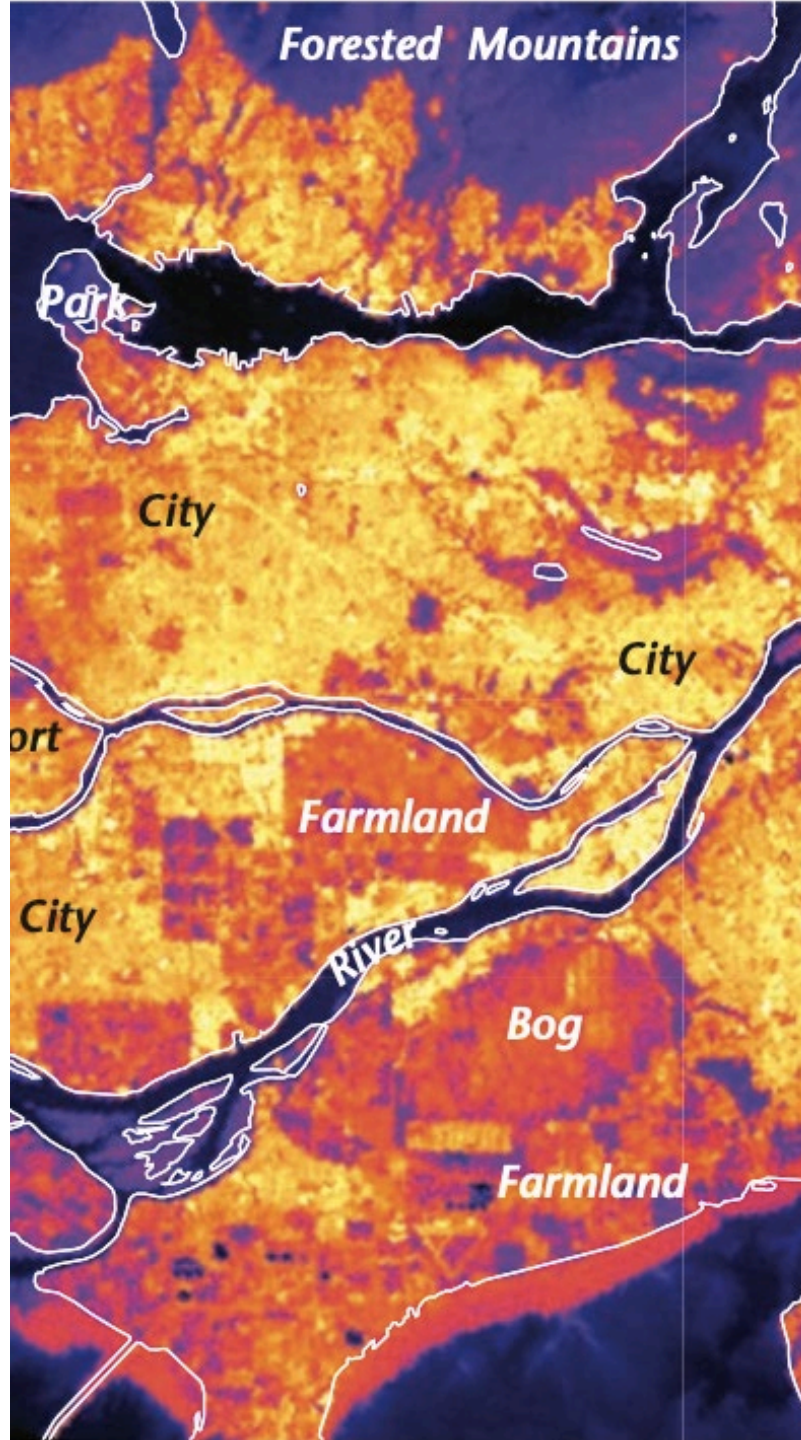 Forested Mountains
Park
City
City
ort
Farmland
City
River
Bog
Farmland